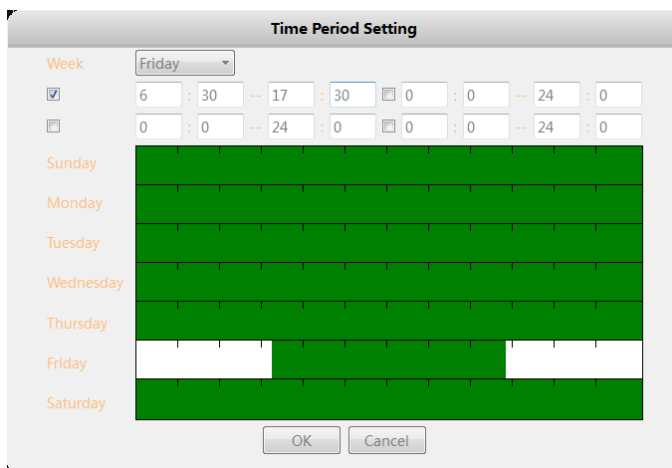 Time Period Setting
Week Friday
6 : 30 -- 17 : 30 0 : 0 -- 24 : 0
0 : 0 -- 24 : 0 0 : 0 -- 24 : 0
Sunday
Monday
Tuesday
Wednesday
Thursday
Friday
Saturday
OK Cancel